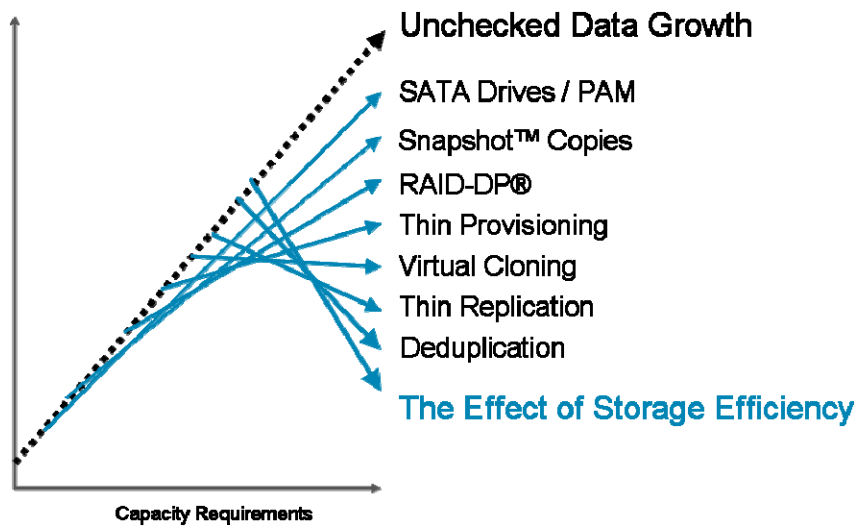 Unchecked Data Growth
SATA Drives / PAM
Snapshot™ Copies
RAID-DP®
Thin Provisioning
Virtual Cloning
Thin Replication
Deduplication
The Effect of Storage Efficiency
Capacity Requirements